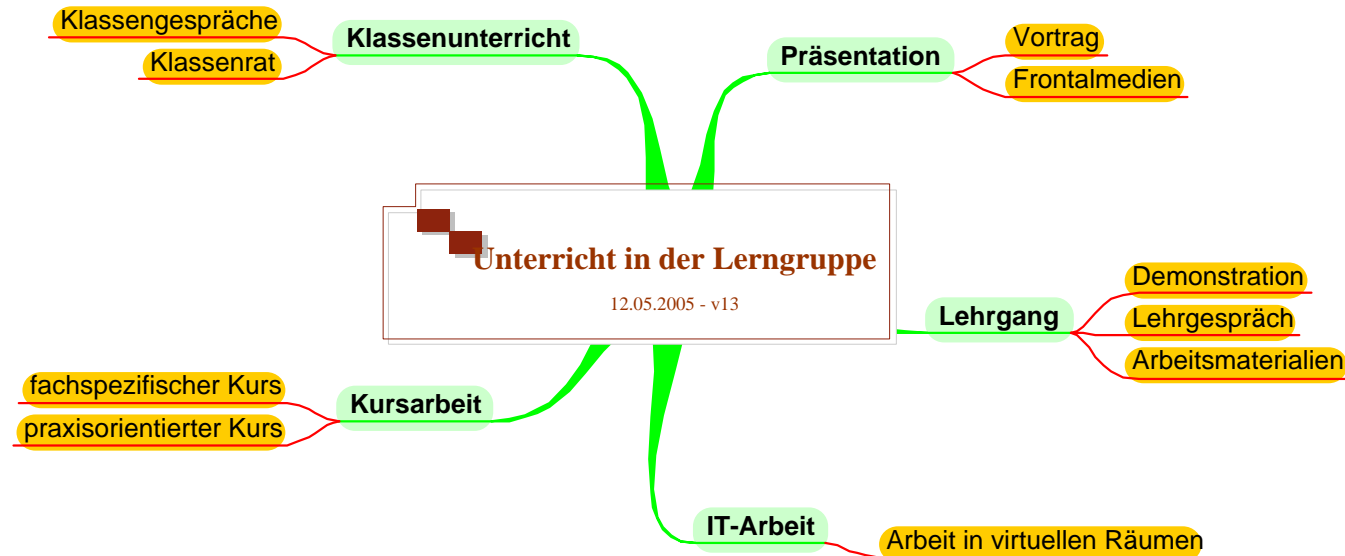 Klassengespräche
Klassenrat
Klassenunterricht
Präsentation
Vortrag
Frontalmedien
Unterricht in der Lerngruppe
12.05.2005 - v13
Lehrgang
Demonstration
Lehrgespräch
Arbeitsmaterialien
fachspezifischer Kurs
praxisorientierter Kurs
Kursarbeit
IT-Arbeit
Arbeit in virtuellen Räumen